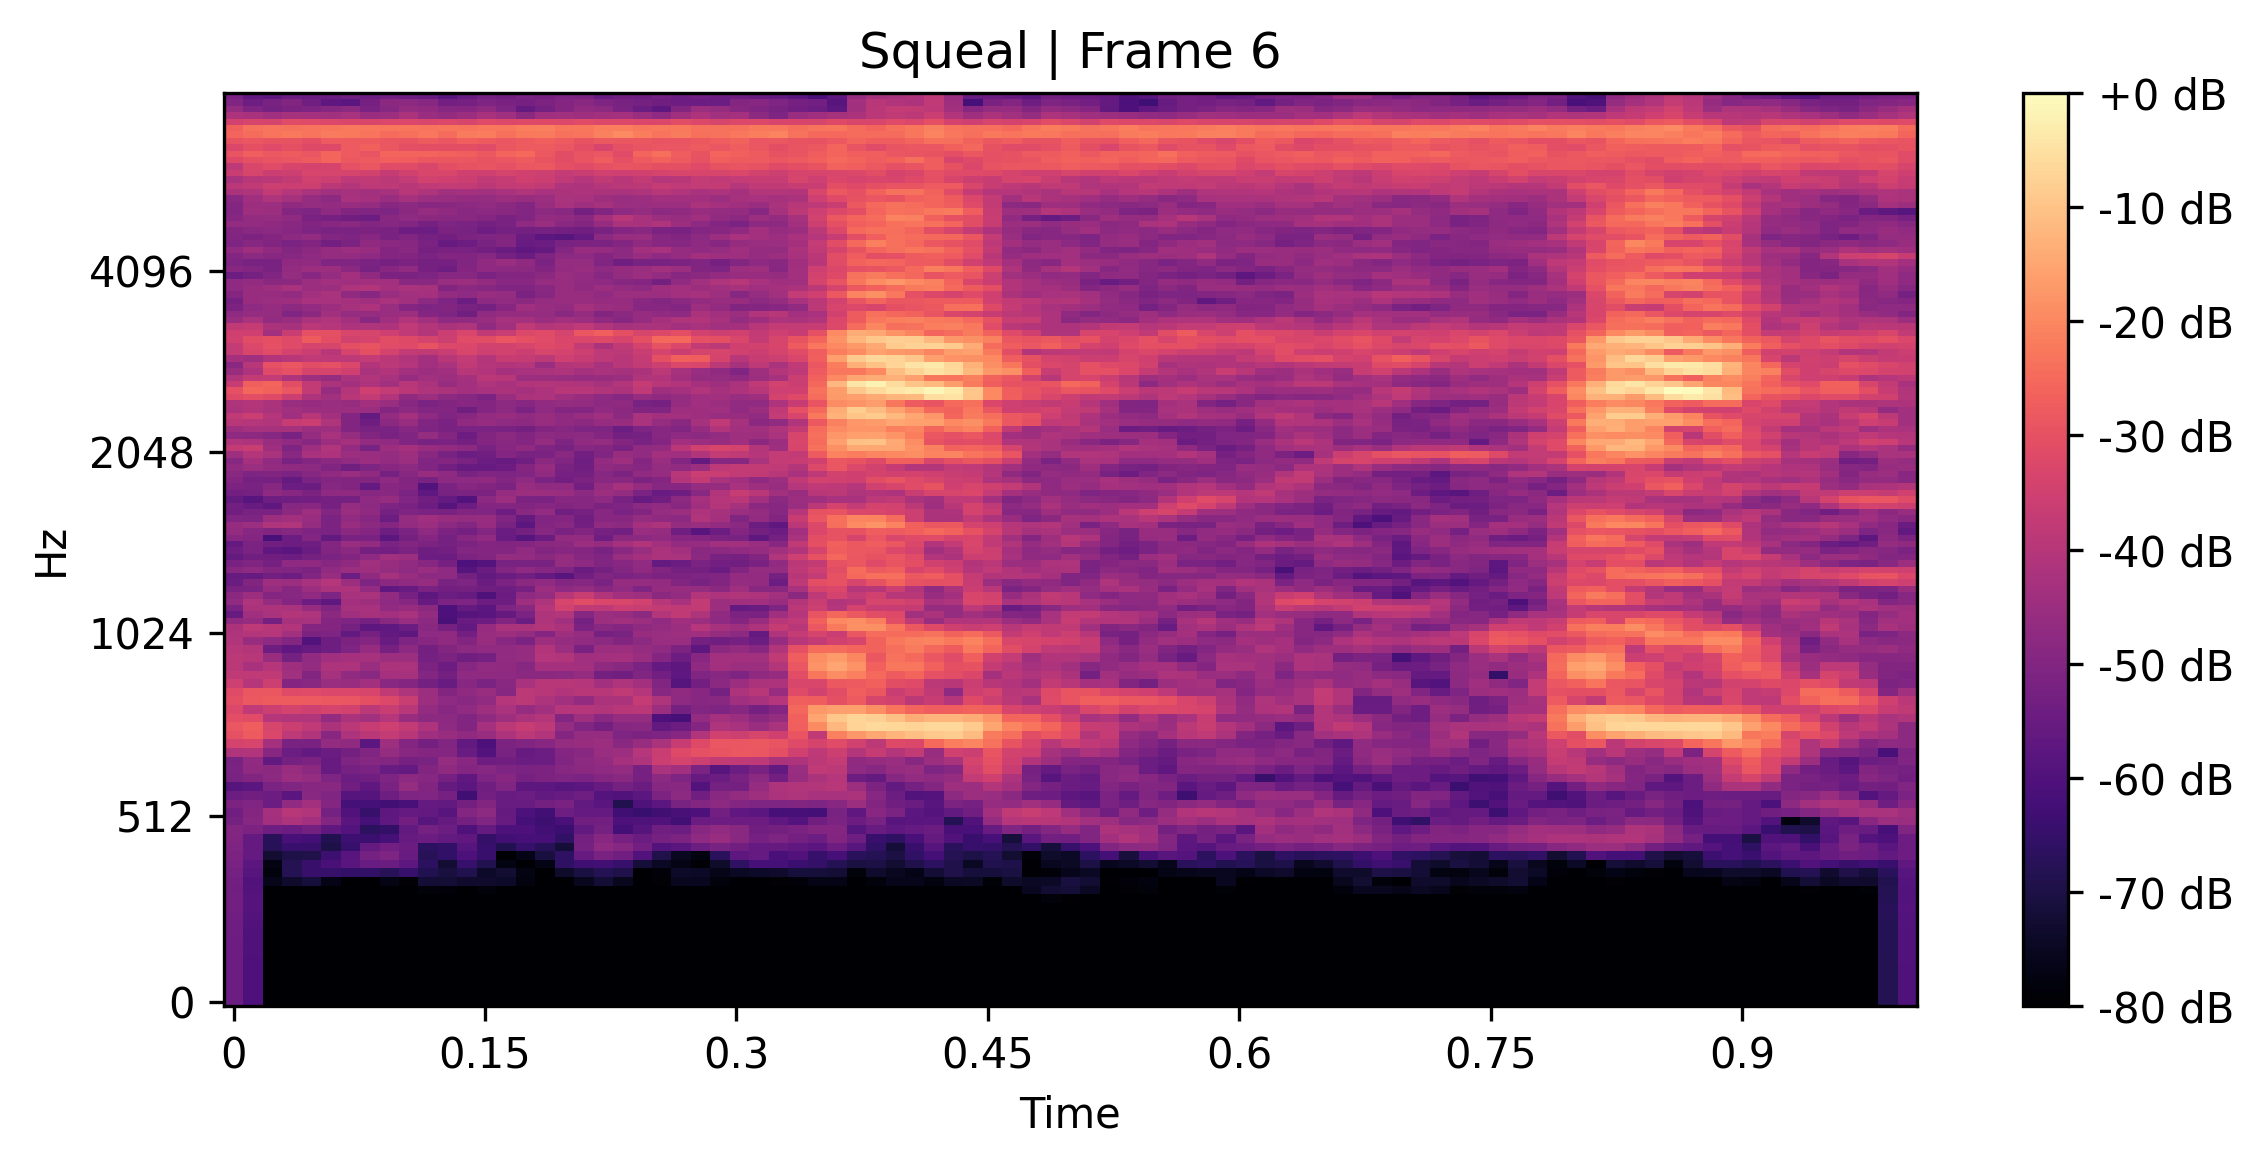 Squeal | Frame 6
+0 dB
-10 dB
-20 dB
-30 dB
-40 dB
-50 dB
-60 dB
-70 dB
-80 dB
Hz
4096
2048
1024
512
0
0 0.15 0.3 0.45 0.6 0.75 0.9
Time